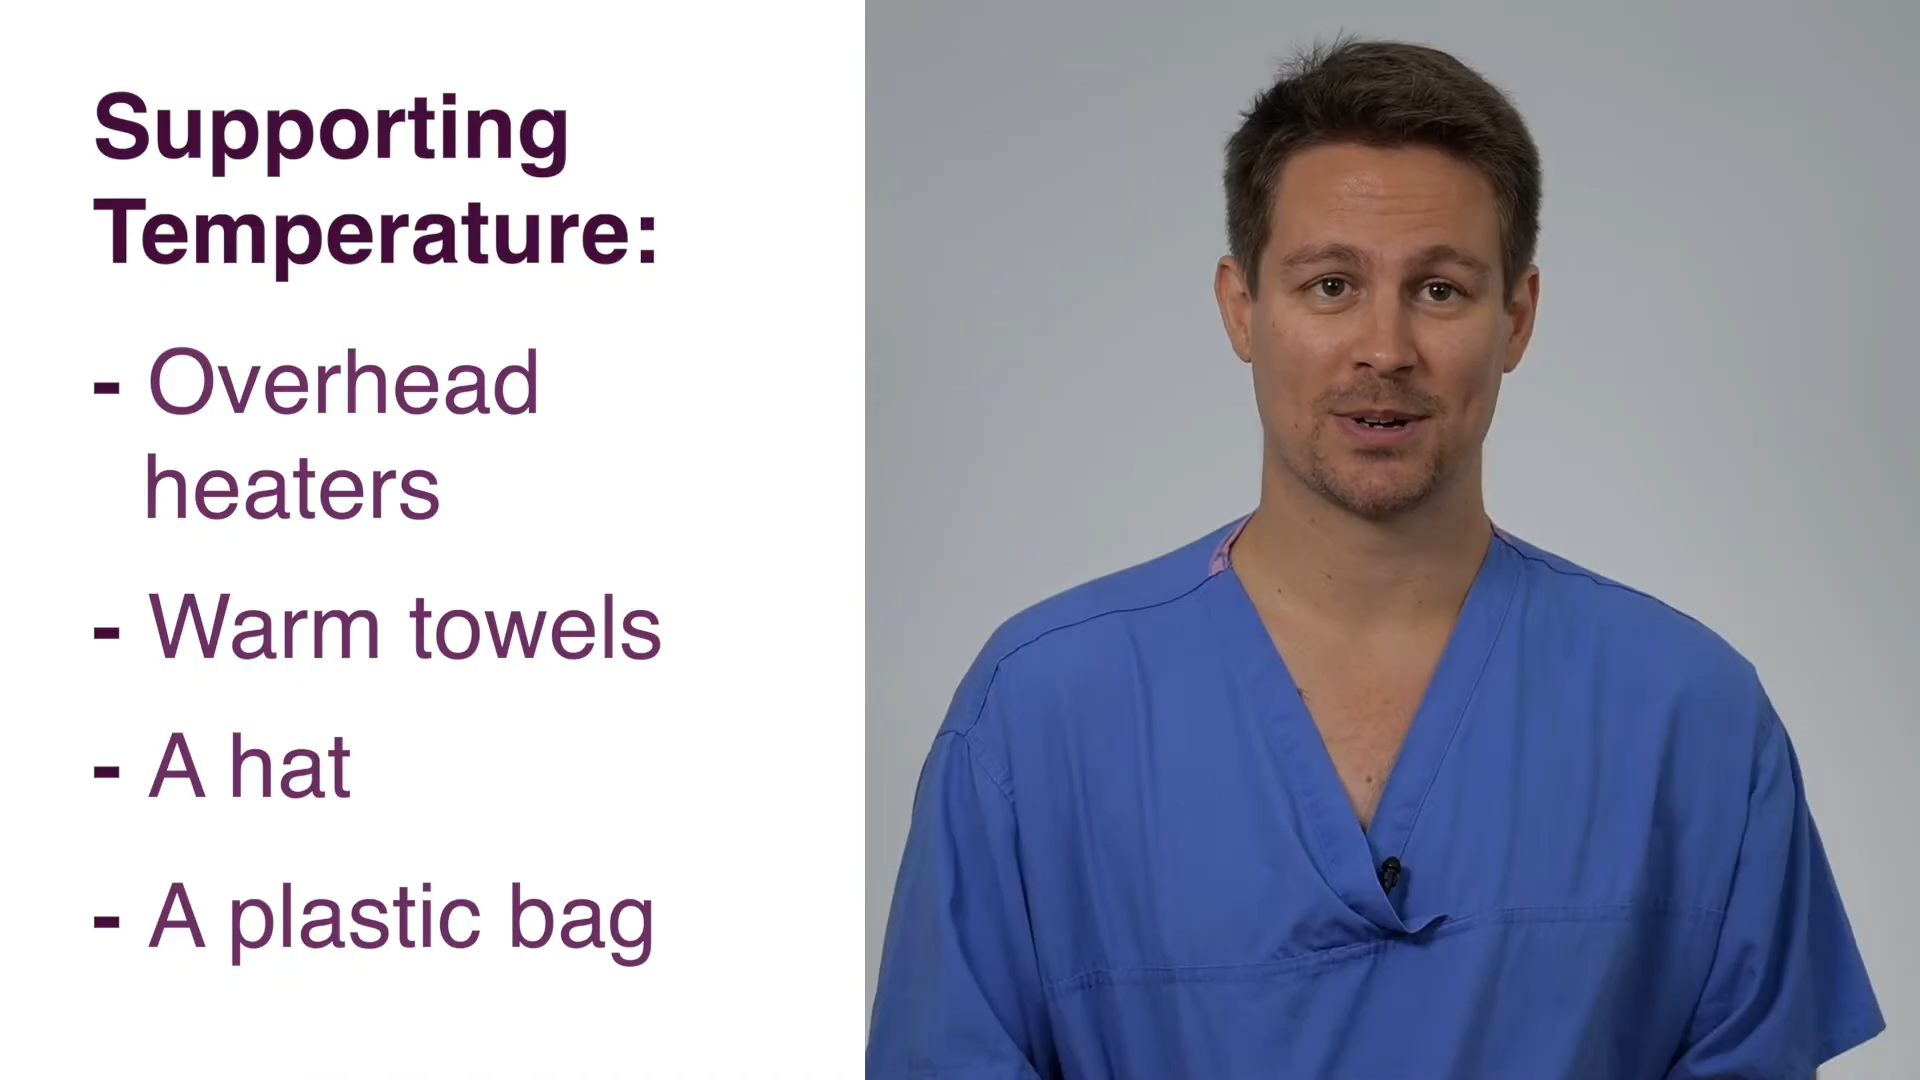 Supporting
Temperature:
- Overhead
heaters
- Warm towels
- A hat
- A plastic bag